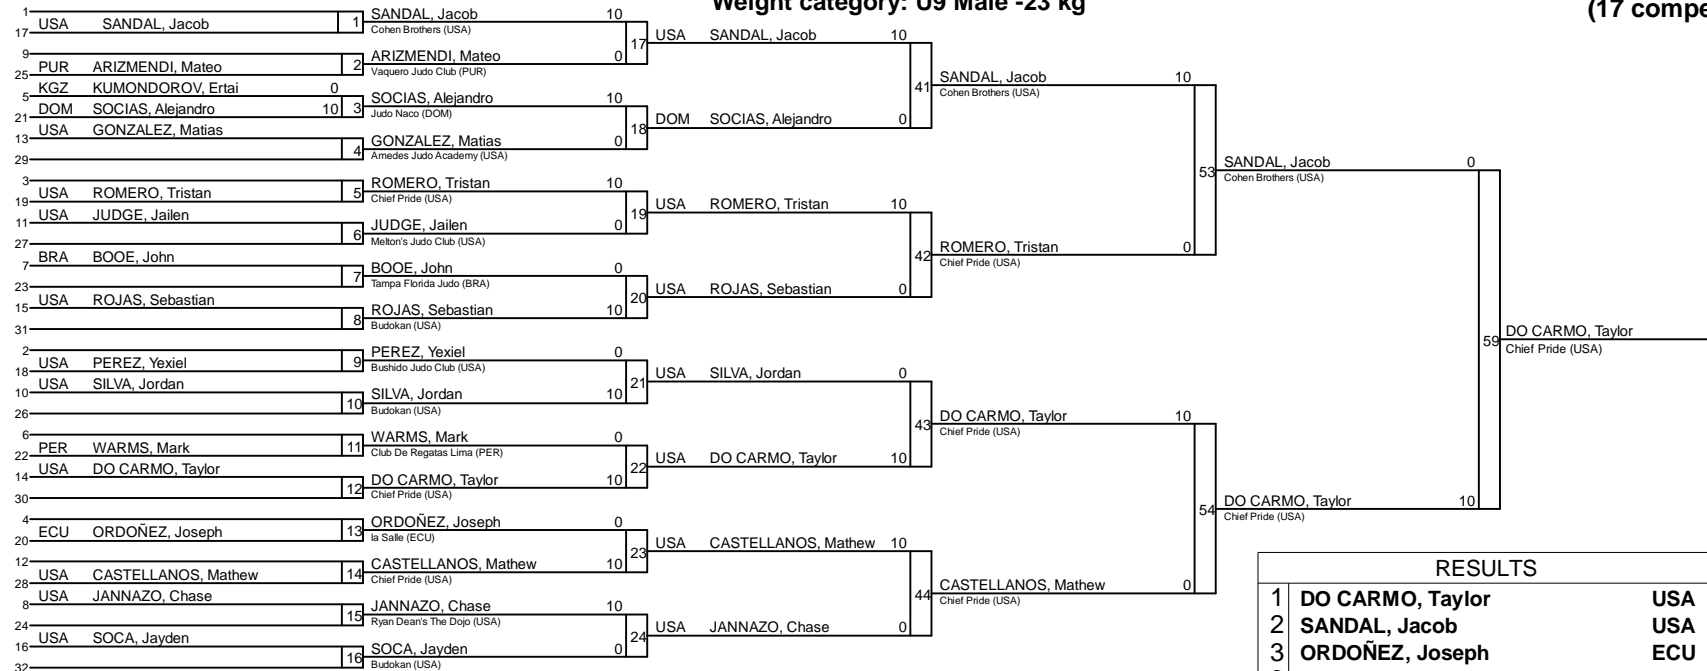 Weight category: U9 Male -23 kg
(17 compe
1
17 USA SANDAL, Jacob
1 SANDAL, Jacob 10
Cohen Brothers (USA)
9
25 PUR ARIZMENDI, Mateo
2 ARIZMENDI, Mateo 0
Vaquero Judo Club (PUR)
17 USA SANDAL, Jacob 10
5 KGZ KUMONDOROV, Ertai 0
21 DOM SOCIAS, Alejandro 10
3 SOCIAS, Alejandro 10
Judo Naco (DOM)
13 USA GONZALEZ, Matias
29
4 GONZALEZ, Matias 0
Amedes Judo Academy (USA)
18 DOM SOCIAS, Alejandro 0
41 SANDAL, Jacob 10
Cohen Brothers (USA)
3
19 USA ROMERO, Tristan
5 ROMERO, Tristan 10
Chief Pride (USA)
11 USA JUDGE, Jailen
27
6 JUDGE, Jailen 0
Melton's Judo Club (USA)
19 USA ROMERO, Tristan 10
7 BRA BOOE, John
23
7 BOOE, John 0
Tampa Florida Judo (BRA)
15 USA ROJAS, Sebastian
31
8 ROJAS, Sebastian 10
Budokan (USA)
20 USA ROJAS, Sebastian 0
42 ROMERO, Tristan 0
Chief Pride (USA)
53 SANDAL, Jacob 0
Cohen Brothers (USA)
2
18 USA PEREZ, Yexiel
9 PEREZ, Yexiel 0
Bushido Judo Club (USA)
10 USA SILVA, Jordan
26
10 SILVA, Jordan 10
Budokan (USA)
21 USA SILVA, Jordan 0
6
22 PER WARMS, Mark
11 WARMS, Mark 0
Club De Regatas Lima (PER)
14 USA DO CARMO, Taylor
30
12 DO CARMO, Taylor 10
Chief Pride (USA)
22 USA DO CARMO, Taylor 10
43 DO CARMO, Taylor 10
Chief Pride (USA)
4
20 ECU ORDOÑEZ, Joseph
13 ORDOÑEZ, Joseph 0
la Salle (ECU)
12
28 USA CASTELLANOS, Mathew
14 CASTELLANOS, Mathew 10
Chief Pride (USA)
23 USA CASTELLANOS, Mathew 10
8 USA JANNAZO, Chase
24
15 JANNAZO, Chase 10
Ryan Dean's The Dojo (USA)
16 USA SOCA, Jayden
32
16 SOCA, Jayden 0
Budokan (USA)
24 USA JANNAZO, Chase 0
44 CASTELLANOS, Mathew 0
Chief Pride (USA)
54 DO CARMO, Taylor 10
Chief Pride (USA)
59 DO CARMO, Taylor
Chief Pride (USA)
RESULTS
1 DO CARMO, Taylor USA
2 SANDAL, Jacob USA
3 ORDOÑEZ, Joseph ECU